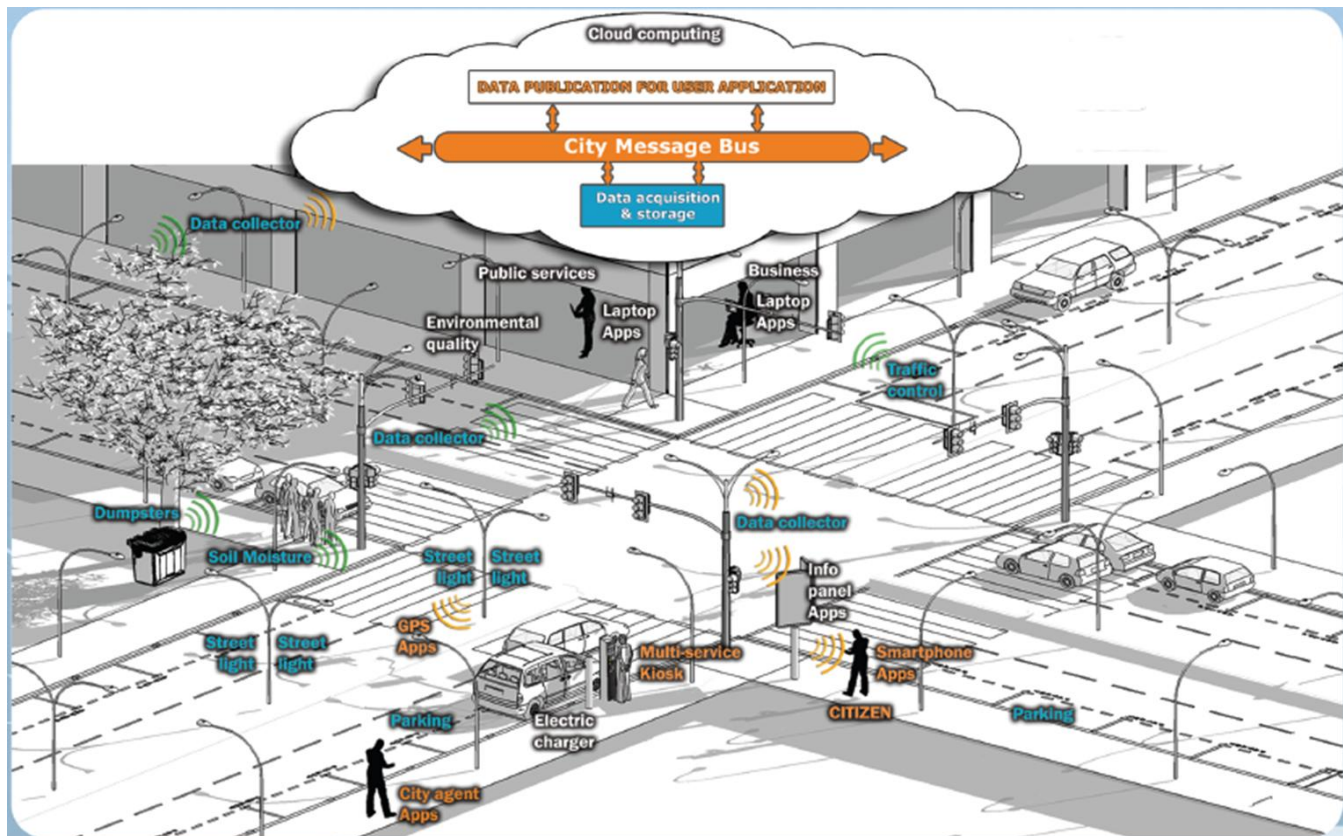 Cloud computing
DATA PUBLICATION FOR USER APPLICATION
City Message Bus
Data acquisition
& storage
Data collector
Public services
Business
Laptop
Apps
Laptop
Apps
Environmental
quality
Traffic
control
Data collector
Dumpsters
Data collector
Soil Moisture
Street
light
Street
light
Info
panel
Apps
GPS
Apps
Street
light
Street
light
Multi-service
Kiosk
Smartphone
Apps
CITIZEN
Parking
Parking
Electric
charger
City agent
Apps